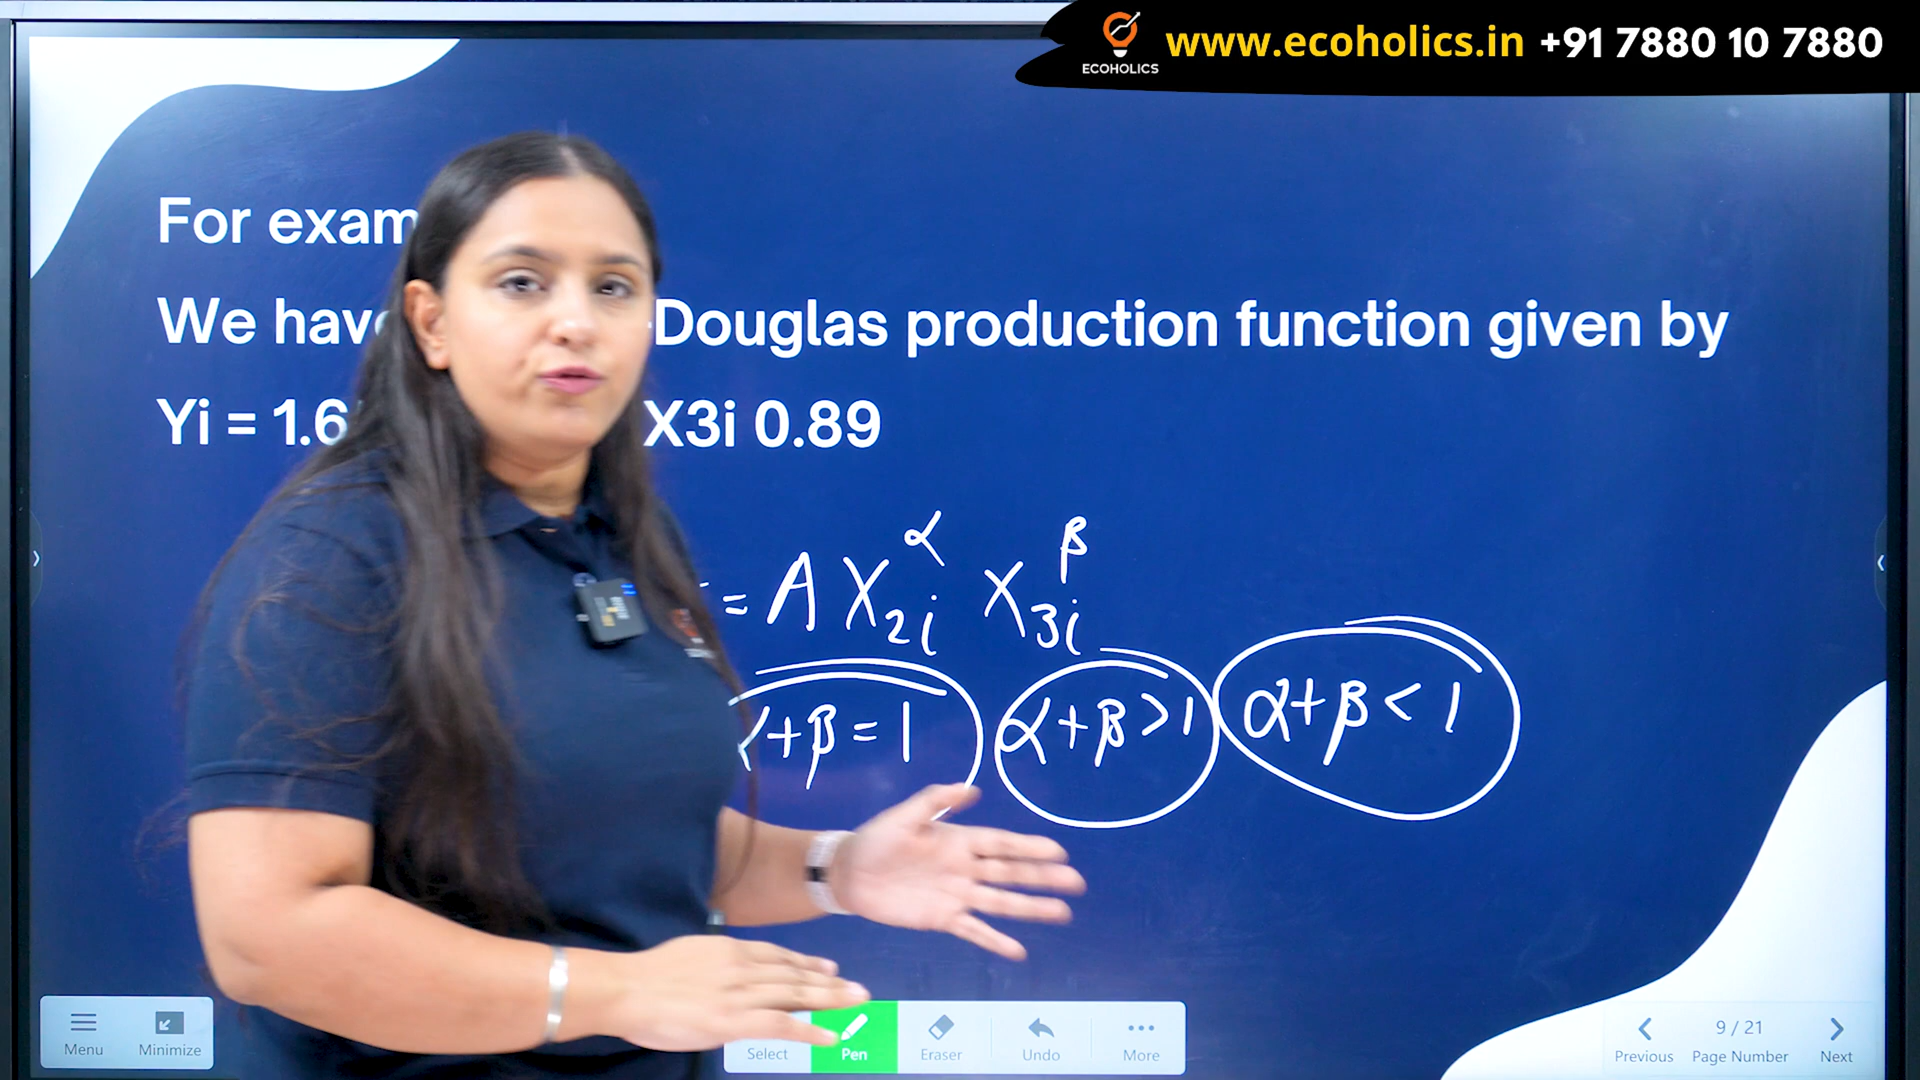 www.ecoholics.in +91 7880 10 7880
ECOHOLICS
For exam
We hav -Douglas production function given by
Yi = 1.6 X3i 0.89
= A X₂ᵢ^α X₃ᵢ^β
α+β=1 α+β>1 α+β<1
Menu Minimize
Select Pen Eraser Undo More
9 / 21
Previous Page Number Next